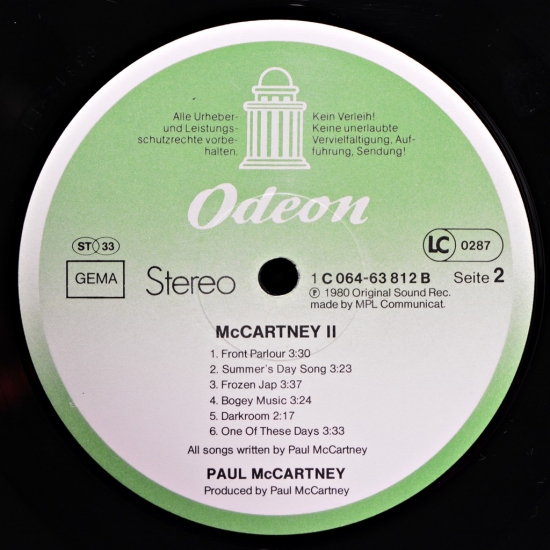 Alle Urheber-
und Leistungs-
schutzrechte vorbe-
halten.
Kein Verleih!
Keine unerlaubte
Vervielfältigung, Auf-
führung, Sendung!
Odeon
ST 33
GEMA
Stereo
LC 0287
1 C 064-63 812 B Seite 2
℗ 1980 Original Sound Rec.
made by MPL Communicat.
McCARTNEY II
1. Front Parlour 3:30
2. Summer's Day Song 3:23
3. Frozen Jap 3:37
4. Bogey Music 3:24
5. Darkroom 2:17
6. One Of These Days 3:33
All songs written by Paul McCartney
PAUL McCARTNEY
Produced by Paul McCartney